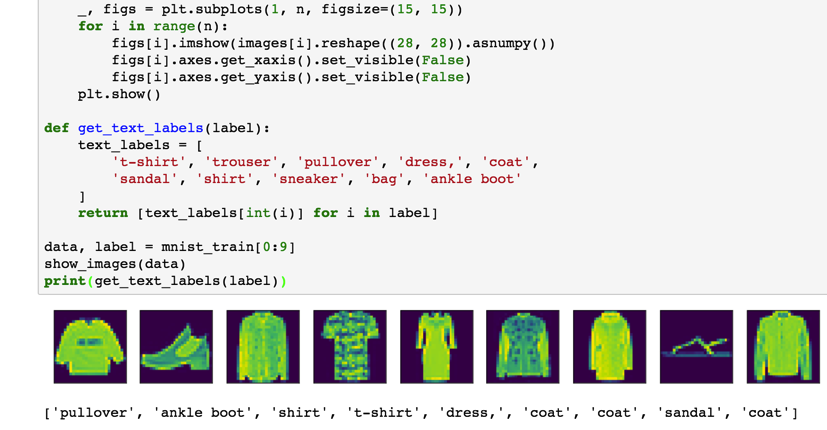 _, figs = plt.subplots(1, n, figsize=(15, 15))
for i in range(n):
figs[i].imshow(images[i].reshape((28, 28)).asnumpy())
figs[i].axes.get_xaxis().set_visible(False)
figs[i].axes.get_yaxis().set_visible(False)
plt.show()
def get_text_labels(label):
text_labels = [
't-shirt', 'trouser', 'pullover', 'dress,', 'coat',
'sandal', 'shirt', 'sneaker', 'bag', 'ankle boot'
]
return [text_labels[int(i)] for i in label]
data, label = mnist_train[0:9]
show_images(data)
print(get_text_labels(label))
['pullover', 'ankle boot', 'shirt', 't-shirt', 'dress,', 'coat', 'coat', 'sandal', 'coat']